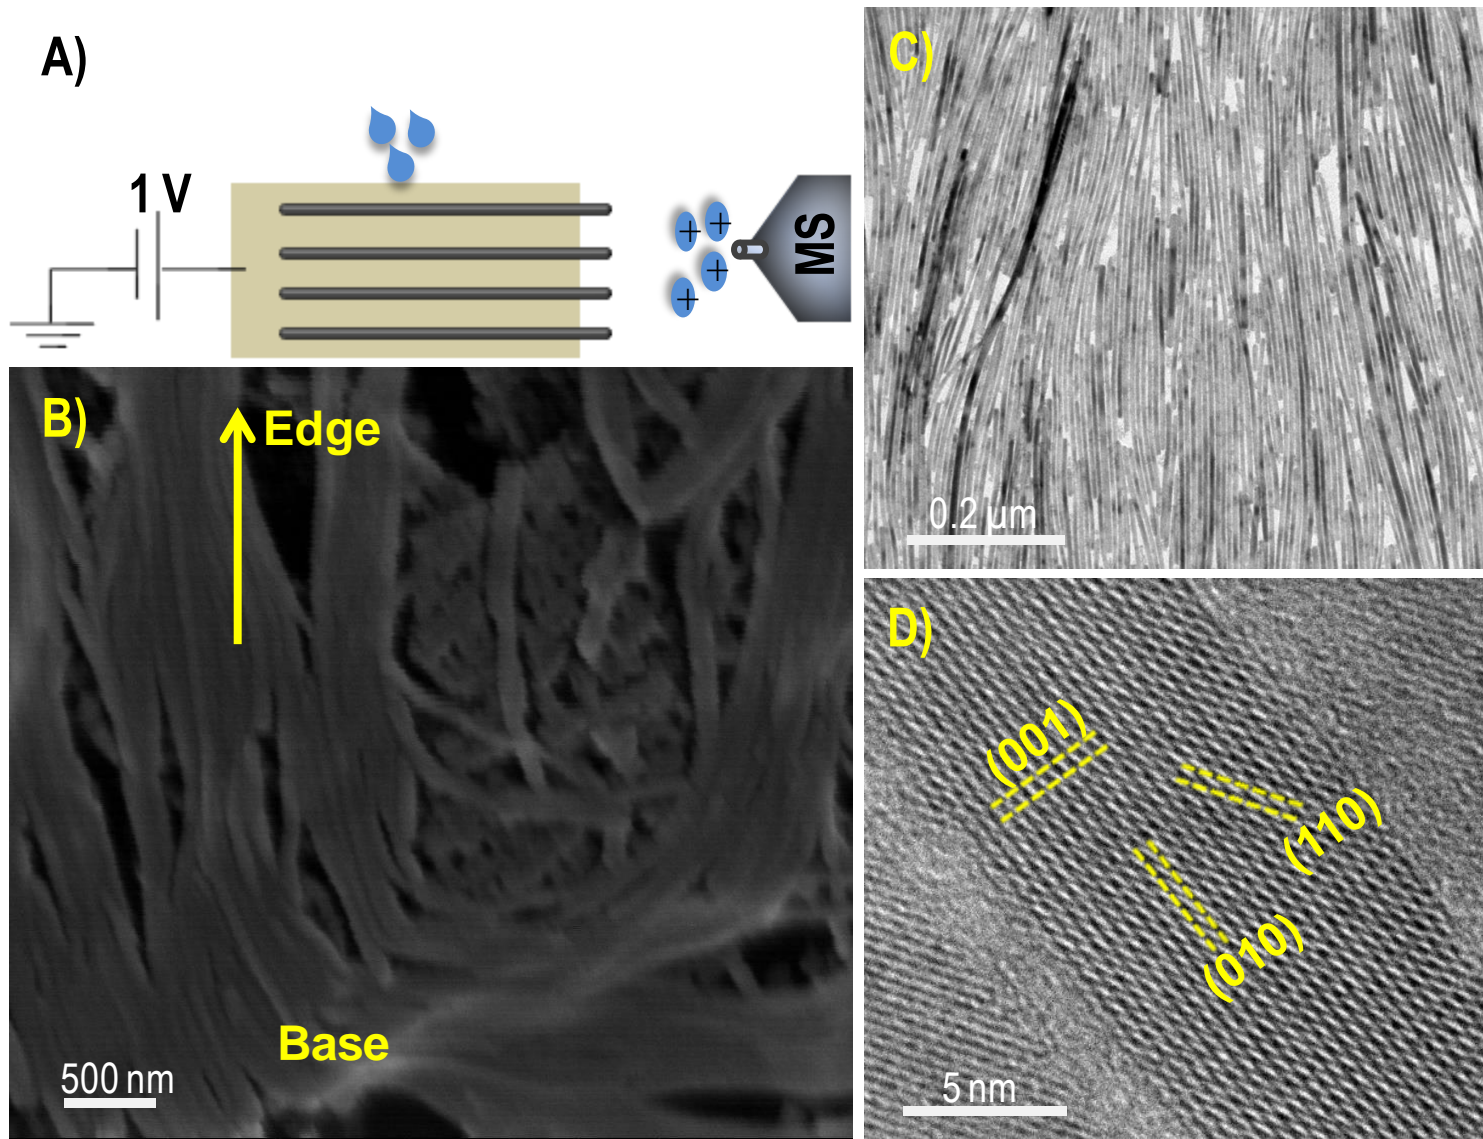 A)
1 V
+
+
+
+
MS
B)
Edge
Base
500 nm
C)
0.2 μm
D)
(001)
(110)
(010)
5 nm